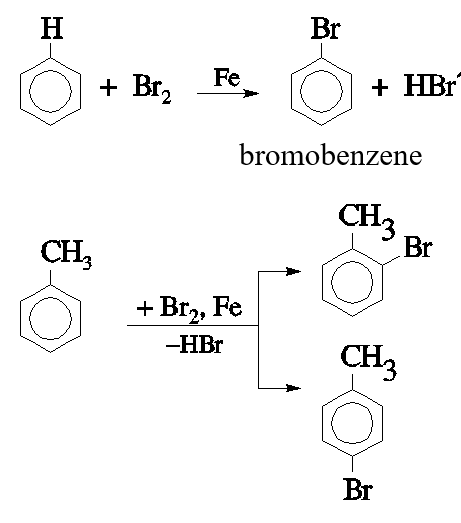 H Br
+ Br₂ Fe + HBr
bromobenzene
CH₃
+ Br₂, Fe
–HBr
CH₃
Br
CH₃
Br